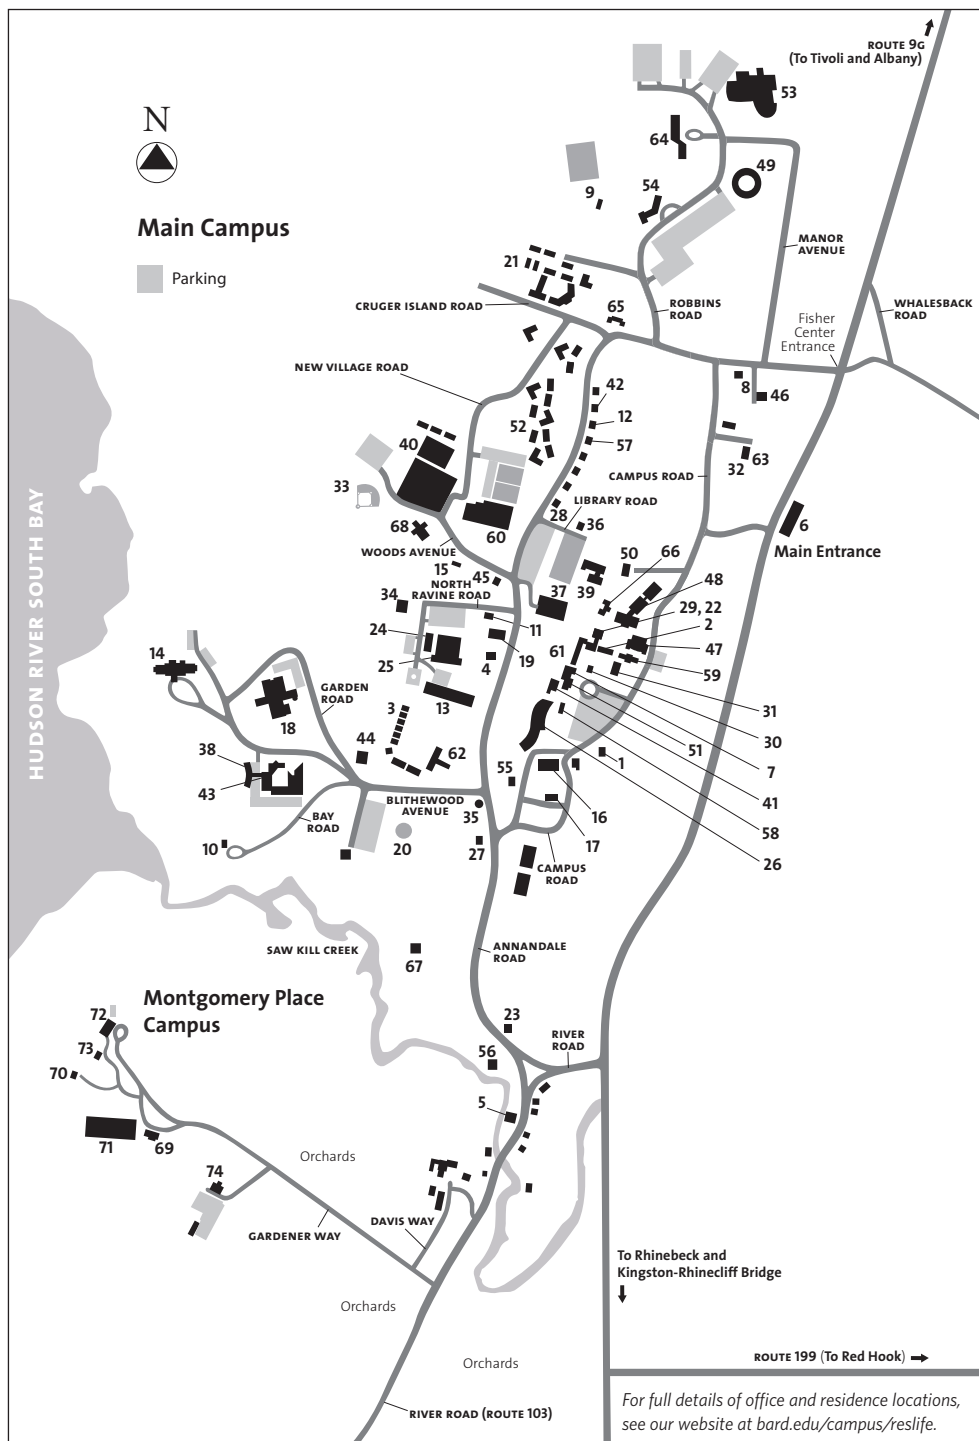 ROUTE 9G
(To Tivoli and Albany)
53
N
64
49
9
54
Main Campus
MANOR
AVENUE
21
Parking
CRUGER ISLAND ROAD
65
ROBBINS
ROAD
WHALESBACK
ROAD
Fisher
Center
Entrance
NEW VILLAGE ROAD
42
8
46
12
52
40
57
63
32
CAMPUS ROAD
33
LIBRARY ROAD
28
36
6
68
60
Main Entrance
WOODS AVENUE
HUDSON RIVER SOUTH BAY
15
45
50
66
NORTH
RAVINE ROAD
39
48
34
37
29, 22
24
11
2
14
19
61
47
25
4
59
GARDEN
ROAD
13
31
3
18
30
38
44
62
51
7
43
55
1
41
BLITHEWOOD
AVENUE
35
16
BAY
ROAD
58
10
20
27
17
26
CAMPUS
ROAD
SAW KILL CREEK
ANNANDALE
ROAD
67
Montgomery Place
Campus
72
23
RIVER
ROAD
73
56
70
5
71
69
Orchards
74
DAVIS WAY
GARDENER WAY
To Rhinebeck and
Kingston-Rhinecliff Bridge
Orchards
ROUTE 199 (To Red Hook)
Orchards
For full details of office and residence locations,
see our website at bard.edu/campus/reslife.
RIVER ROAD (ROUTE 103)